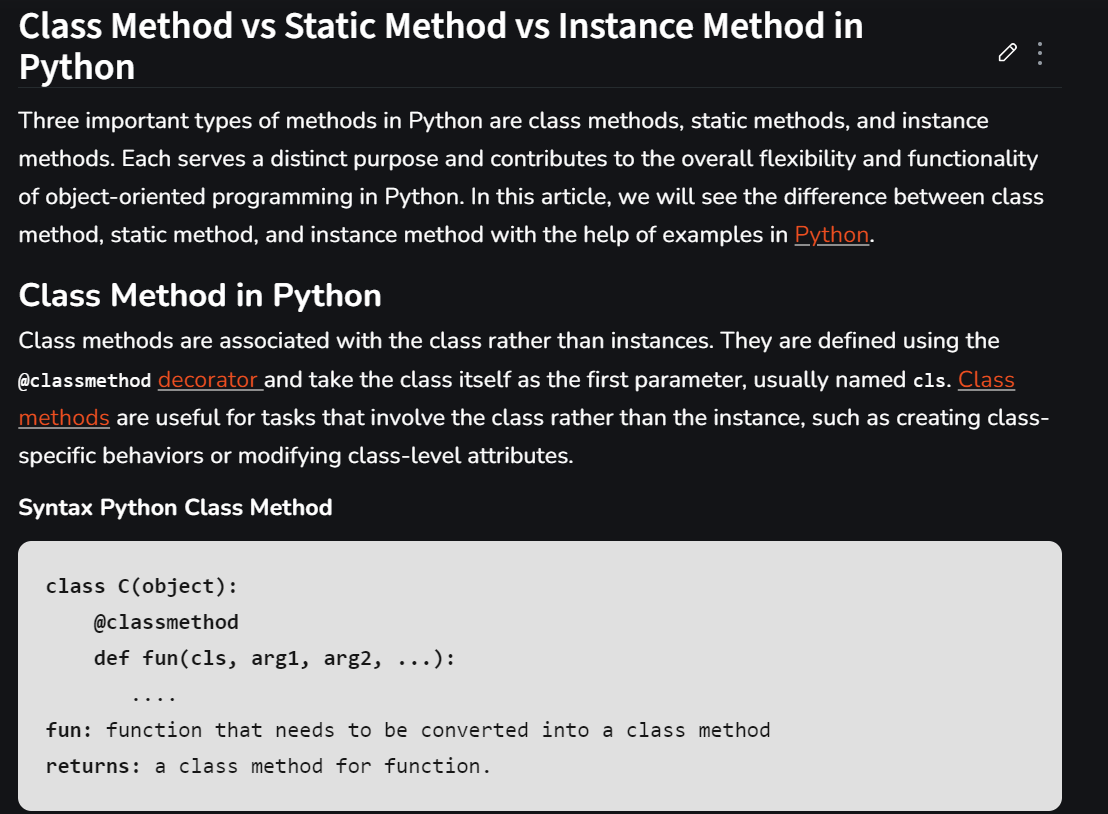 Class Method vs Static Method vs Instance Method in
Python
Three important types of methods in Python are class methods, static methods, and instance
methods. Each serves a distinct purpose and contributes to the overall flexibility and functionality
of object-oriented programming in Python. In this article, we will see the difference between class
method, static method, and instance method with the help of examples in Python.
Class Method in Python
Class methods are associated with the class rather than instances. They are defined using the
@classmethod decorator and take the class itself as the first parameter, usually named cls. Class
methods are useful for tasks that involve the class rather than the instance, such as creating class-
specific behaviors or modifying class-level attributes.
Syntax Python Class Method
class C(object):
    @classmethod
    def fun(cls, arg1, arg2, ...):
       ....
fun: function that needs to be converted into a class method
returns: a class method for function.